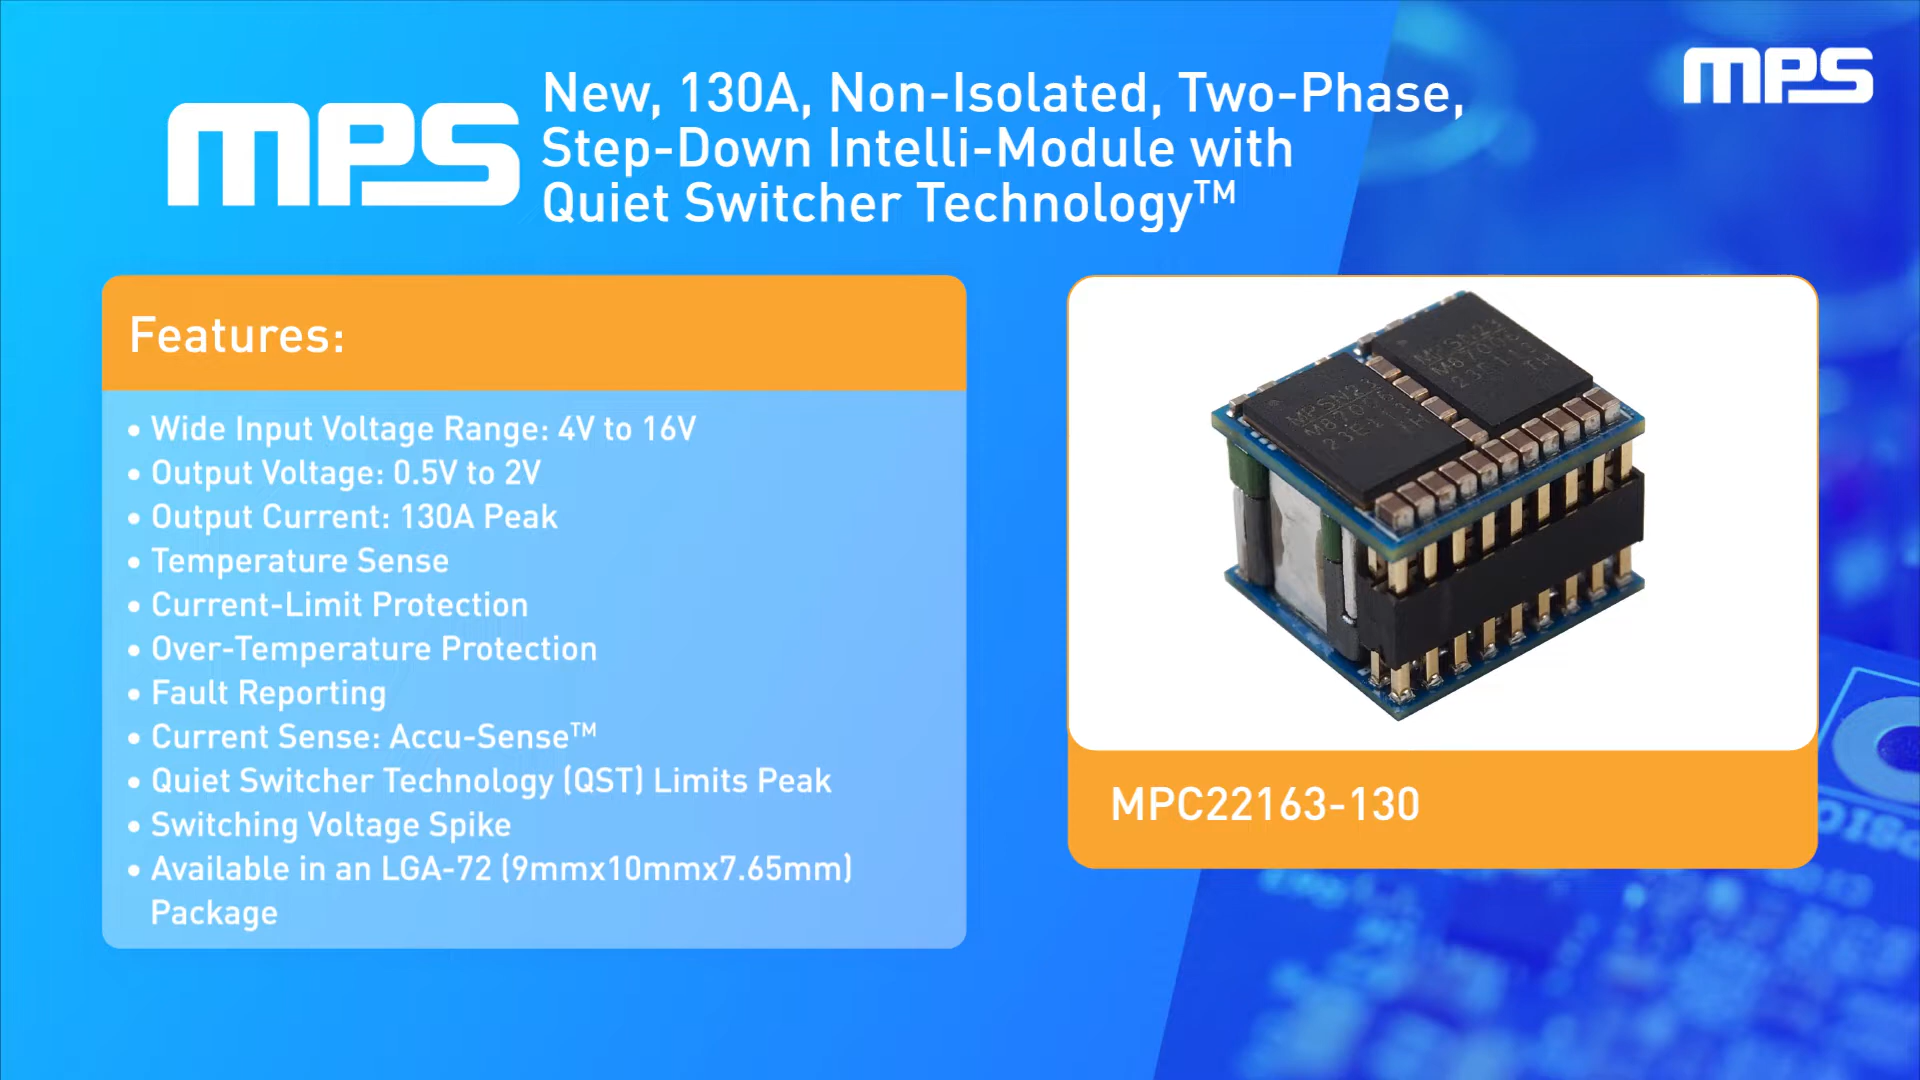 MPS
New, 130A, Non-Isolated, Two-Phase,
Step-Down Intelli-Module with
Quiet Switcher Technology™
MPS
Features:
• Wide Input Voltage Range: 4V to 16V
• Output Voltage: 0.5V to 2V
• Output Current: 130A Peak
• Temperature Sense
• Current-Limit Protection
• Over-Temperature Protection
• Fault Reporting
• Current Sense: Accu-Sense™
• Quiet Switcher Technology (QST) Limits Peak
• Switching Voltage Spike
• Available in an LGA-72 (9mmx10mmx7.65mm)
Package
MPC22163-130